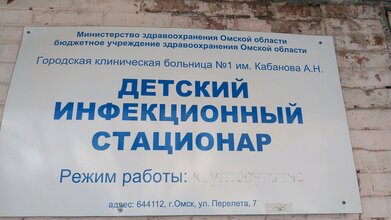 Министерство здравоохранения Омской области
бюджетное учреждение здравоохранения Омской области
Городская клиническая больница №1 им. Кабанова А.Н.
ДЕТСКИЙ
ИНФЕКЦИОННЫЙ
СТАЦИОНАР
Режим работы:
адрес: 644112, г.Омск, ул. Перелета, 7